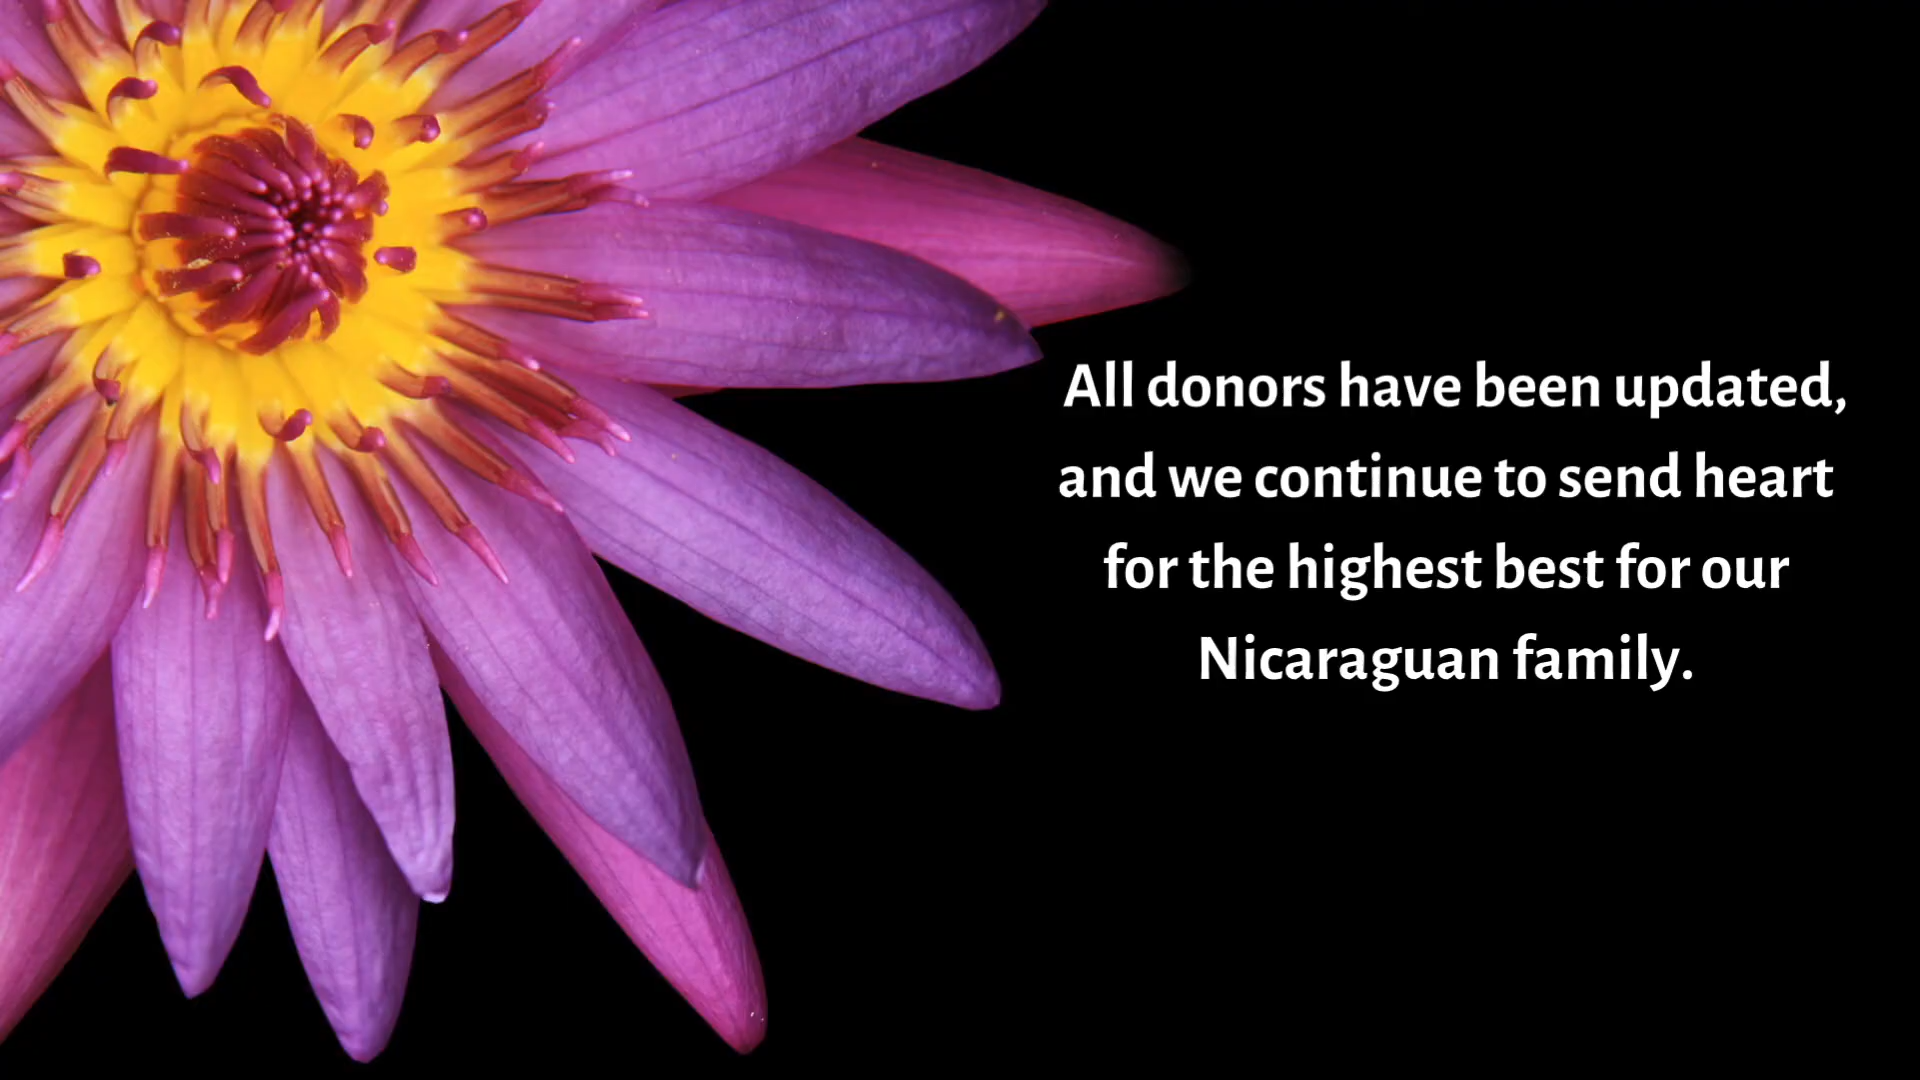 All donors have been updated,
and we continue to send heart
for the highest best for our
Nicaraguan family.